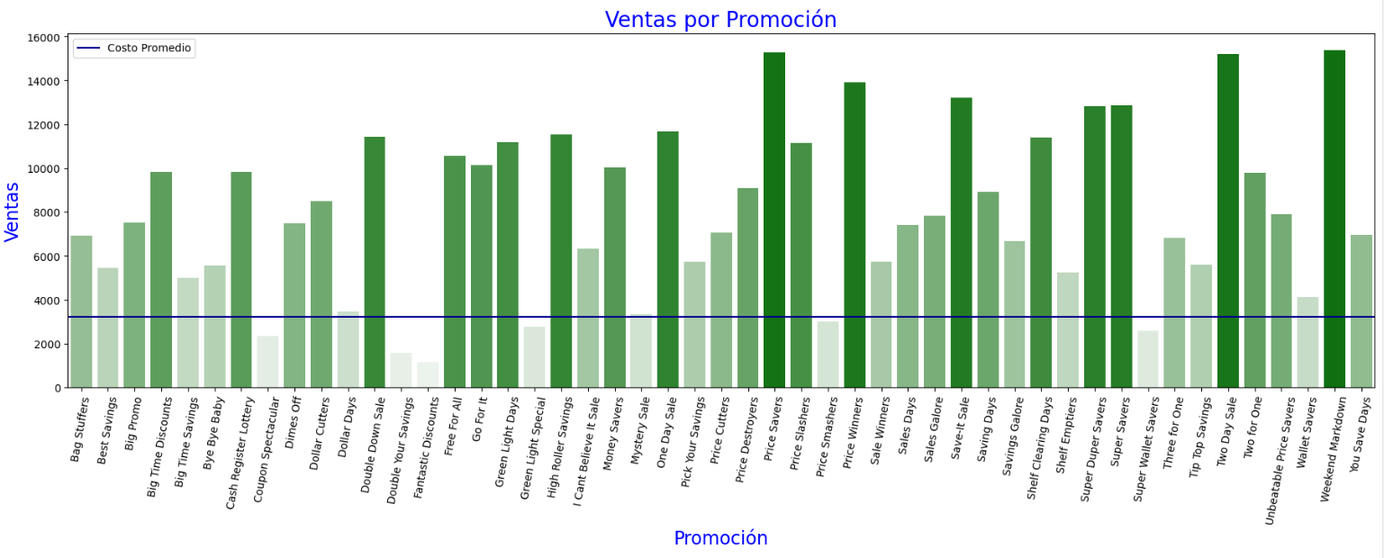 Ventas por Promoción
Costo Promedio
16000
14000
12000
10000
8000
6000
4000
2000
0
Ventas
Bag Stuffers
Best Savings
Big Promo
Big Time Discounts
Big Time Savings
Bye Bye Baby
Cash Register Lottery
Coupon Spectacular
Dimes Off
Dollar Cutters
Dollar Days
Double Down Sale
Double Your Savings
Fantastic Discounts
Free For All
Go For It
Green Light Days
Green Light Special
High Roller Savings
I Cant Believe It Sale
Money Savers
Mystery Sale
One Day Sale
Pick Your Savings
Price Cutters
Price Destroyers
Price Savers
Price Slashers
Price Smashers
Price Winners
Sale Winners
Sales Days
Sales Galore
Save-It Sale
Saving Days
Savings Galore
Shelf Clearing Days
Shelf Emptiers
Super Duper Savers
Super Savers
Super Wallet Savers
Three for One
Tip Top Savings
Two Day Sale
Two for One
Unbeatable Price Savers
Wallet Savers
Weekend Markdown
You Save Days
Promoción